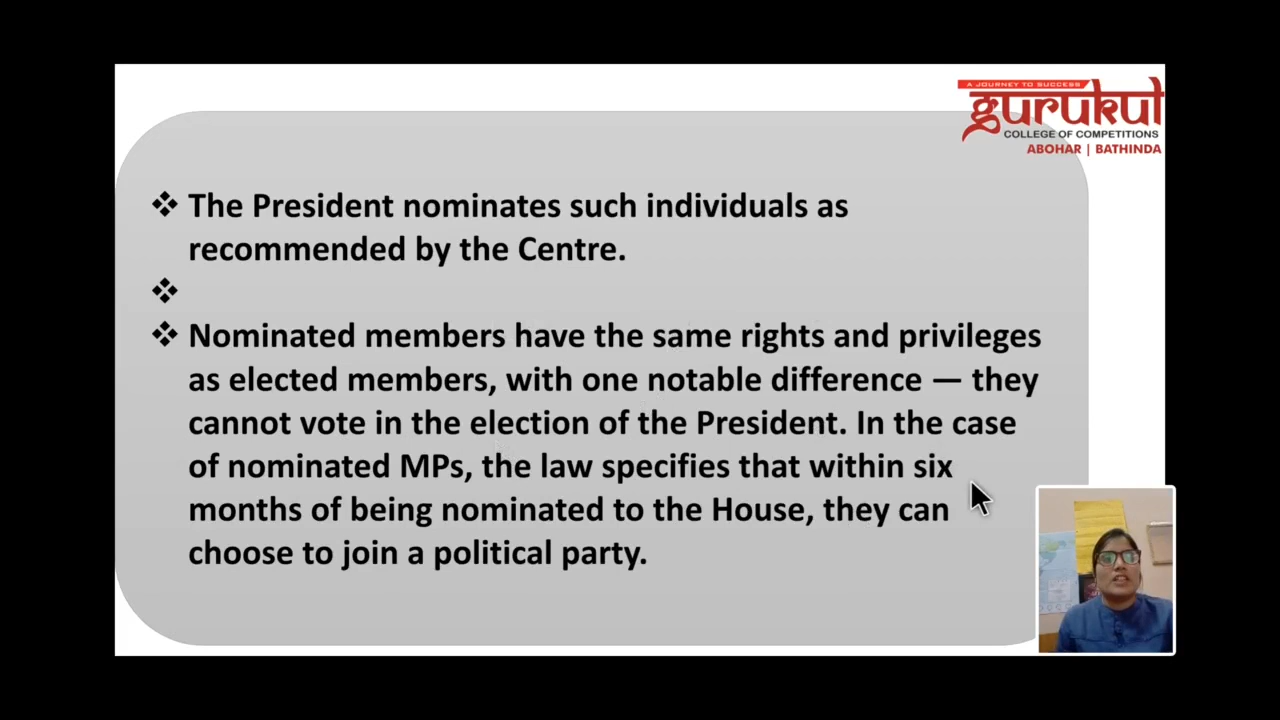 A JOURNEY TO SUCCESS
gurukul
COLLEGE OF COMPETITIONS
ABOHAR | BATHINDA
❖ The President nominates such individuals as
recommended by the Centre.
❖
❖ Nominated members have the same rights and privileges
as elected members, with one notable difference — they
cannot vote in the election of the President. In the case
of nominated MPs, the law specifies that within six
months of being nominated to the House, they can
choose to join a political party.